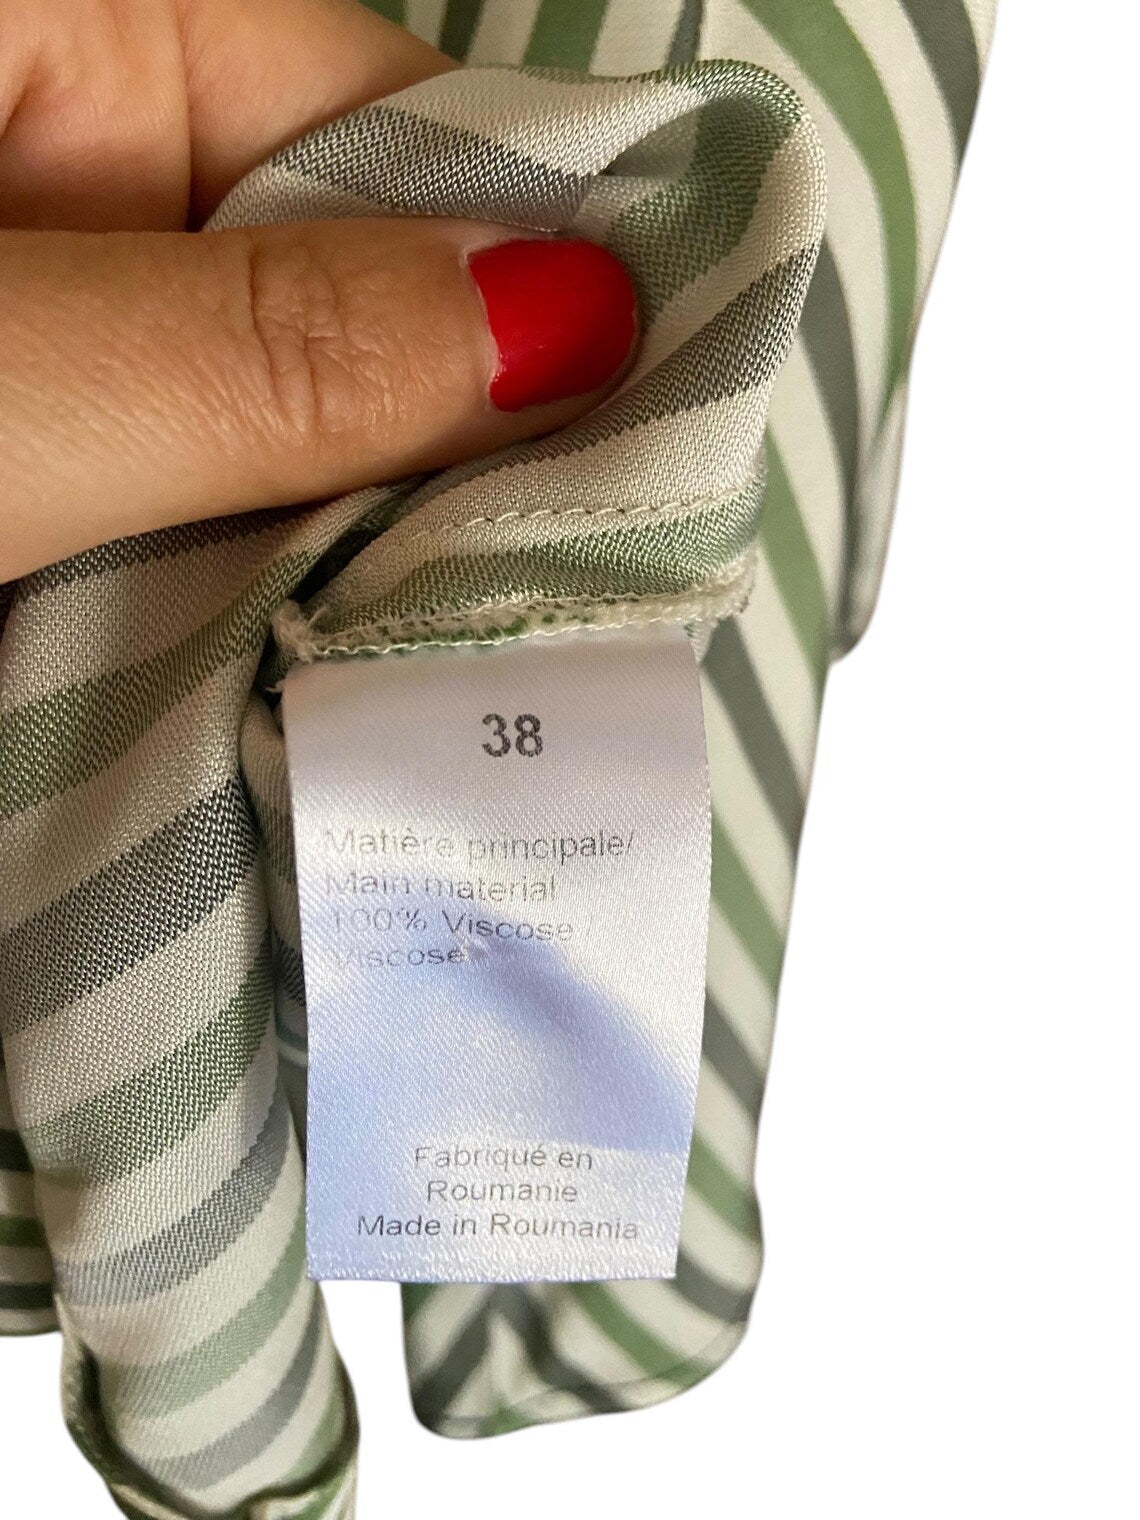 38
Matière principale/
Main material
100% Viscose
Viscose
Fabriqué en
Roumanie
Made in Roumania